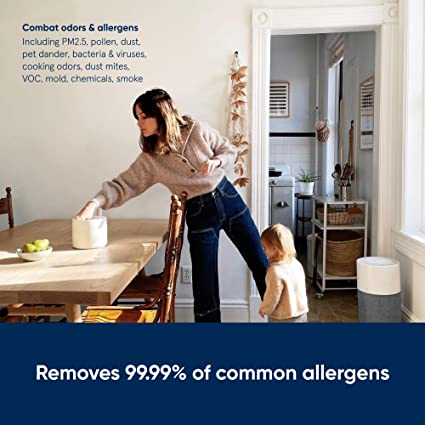 Combat odors & allergens
Including PM2.5, pollen, dust,
pet dander, bacteria & viruses,
cooking odors, dust mites,
VOC, mold, chemicals, smoke
Removes 99.99% of common allergens